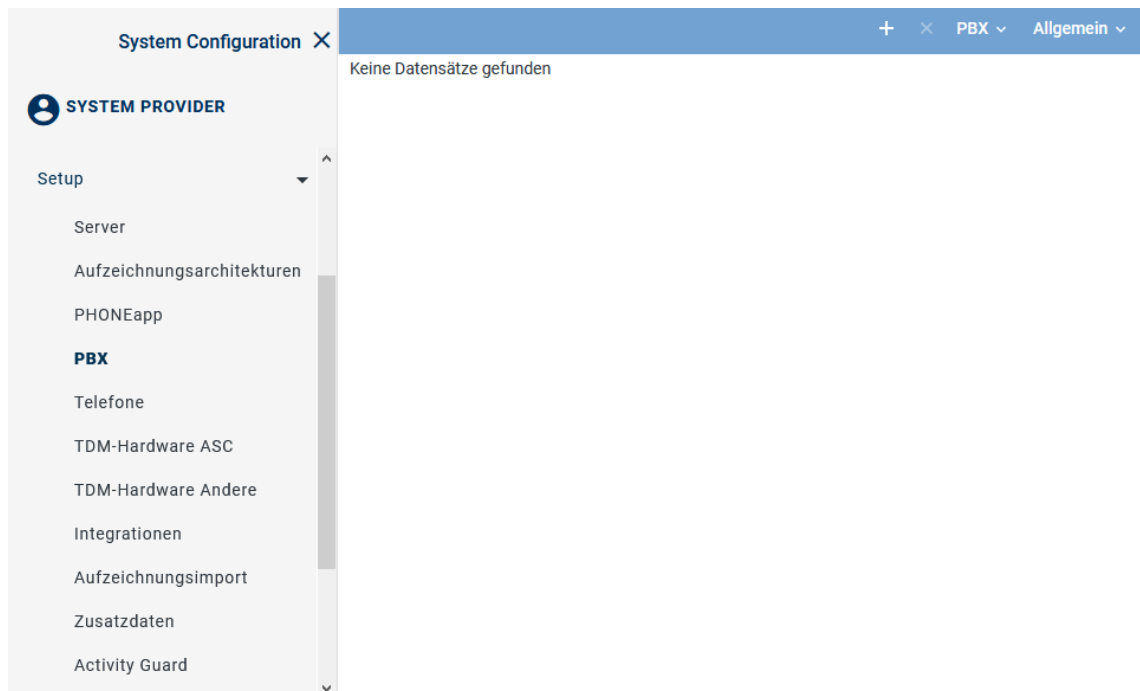 System Configuration
PBX Allgemein
Keine Datensätze gefunden
SYSTEM PROVIDER
Setup
Server
Aufzeichnungsarchitekturen
PHONEapp
PBX
Telefone
TDM-Hardware ASC
TDM-Hardware Andere
Integrationen
Aufzeichnungsimport
Zusatzdaten
Activity Guard